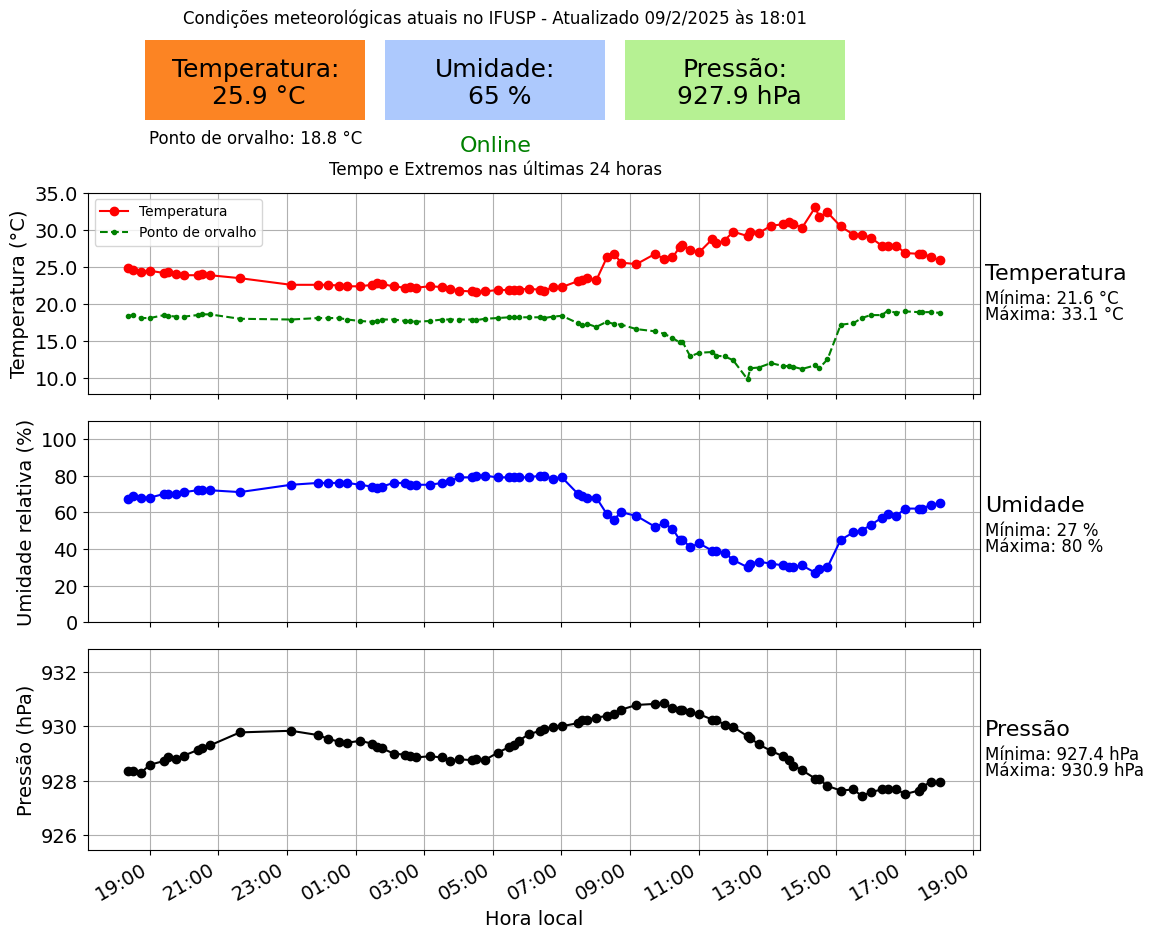 Condições meteorológicas atuais no IFUSP - Atualizado 09/2/2025 às 18:01
Temperatura:
25.9 °C
Umidade:
65 %
Pressão:
927.9 hPa
Ponto de orvalho: 18.8 °C
Online
Tempo e Extremos nas últimas 24 horas
Temperatura (°C)
35.0
30.0
25.0
20.0
15.0
10.0
Temperatura
Ponto de orvalho
Temperatura
Mínima: 21.6 °C
Máxima: 33.1 °C
Umidade relativa (%)
100
80
60
40
20
0
Umidade
Mínima: 27 %
Máxima: 80 %
Pressão (hPa)
932
930
928
926
Pressão
Mínima: 927.4 hPa
Máxima: 930.9 hPa
19:00 21:00 23:00 01:00 03:00 05:00 07:00 09:00 11:00 13:00 15:00 17:00 19:00
Hora local